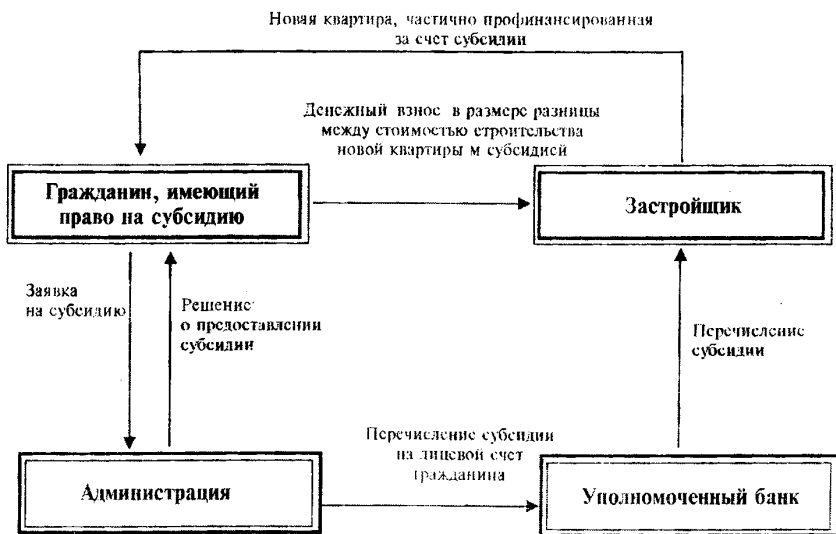 Новая квартира, частично профинансированная
за счет субсидии
Денежный взнос в размере разницы
между стоимостью строительства
новой квартиры м субсидией
Гражданин, имеющий
право на субсидию
Застройщик
Заявка
на субсидию
Решение
о предоставлении
субсидии
Перечисление
субсидии
Перечисление субсидии
на лицевой счет
гражданина
Администрация
Уполномоченный банк